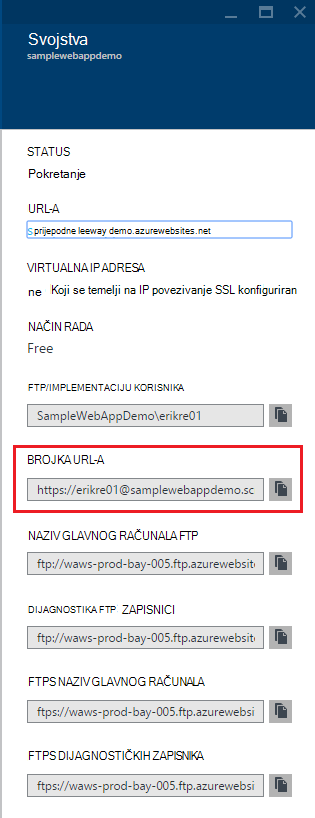 Svojstva
samplewebappdemo
STATUS
Pokretanje
URL-A
s prijepodne leeway demo.azurewebsites.net
VIRTUALNA IP ADRESA
ne Koji se temelji na IP povezivanje SSL konfiguriran
NAČIN RADA
Free
FTP/IMPLEMENTACIJU KORISNIKA
SampleWebAppDemo\erikre01
BROJKA URL-A
https://erikre01@samplewebappdemo.sc
NAZIV GLAVNOG RAČUNALA FTP
ftp://waws-prod-bay-005.ftp.azurewebsite
DIJAGNOSTIKA FTP ZAPISNICI
ftp://waws-prod-bay-005.ftp.azurewebsite
FTPS NAZIV GLAVNOG RAČUNALA
ftps://waws-prod-bay-005.ftp.azurewebsi
FTPS DIJAGNOSTIČKIH ZAPISNIKA
ftps://waws-prod-bay-005.ftp.azurewebsi